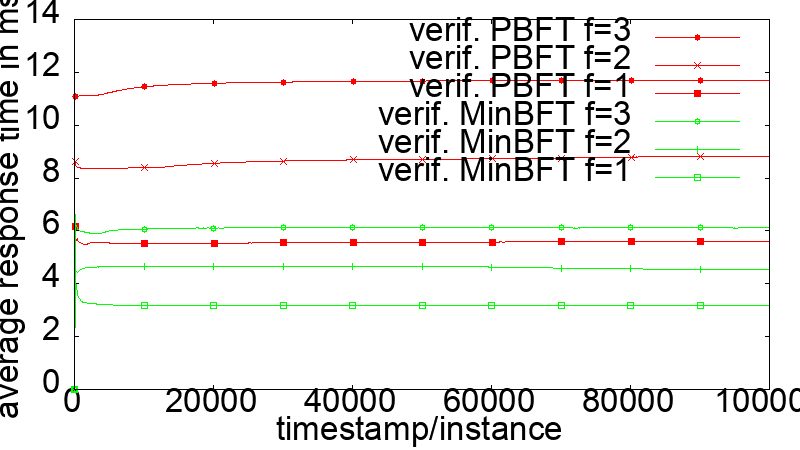 average response time in ms
14
12
10
8
6
4
2
0
verif. PBFT f=3
verif. PBFT f=2
verif. PBFT f=1
verif. MinBFT f=3
verif. MinBFT f=2
verif. MinBFT f=1
0 20000 40000 60000 80000 10000
timestamp/instance